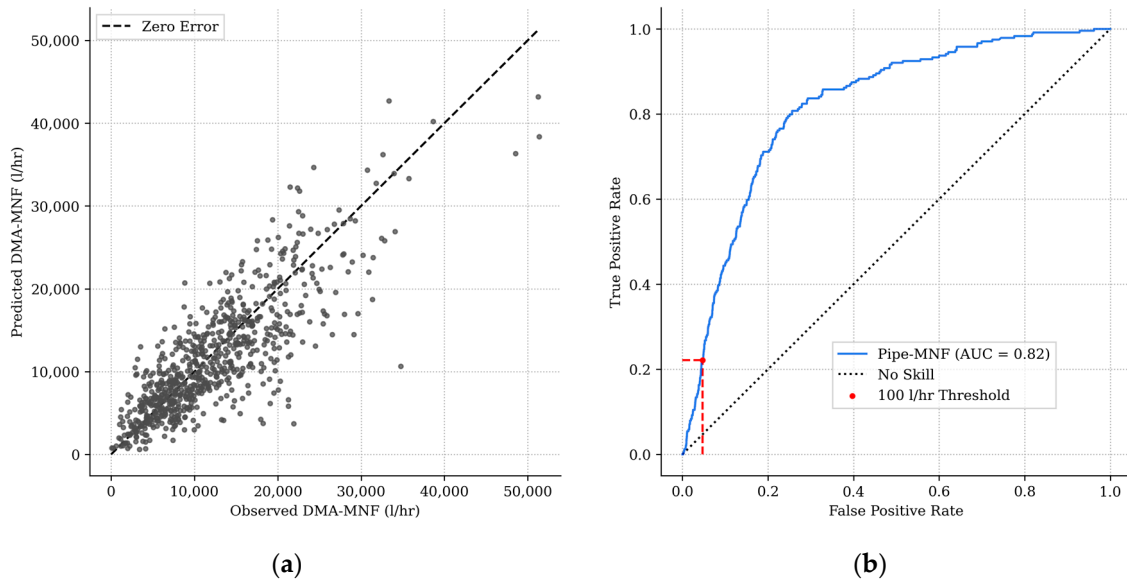 Zero Error
50,000
40,000
30,000
20,000
10,000
0
Predicted DMA-MNF (l/hr)
0
10,000
20,000
30,000
40,000
50,000
Observed DMA-MNF (l/hr)
(a)
1.0
0.8
0.6
0.4
0.2
0.0
True Positive Rate
Pipe-MNF (AUC = 0.82)
No Skill
100 l/hr Threshold
0.0
0.2
0.4
0.6
0.8
1.0
False Positive Rate
(b)